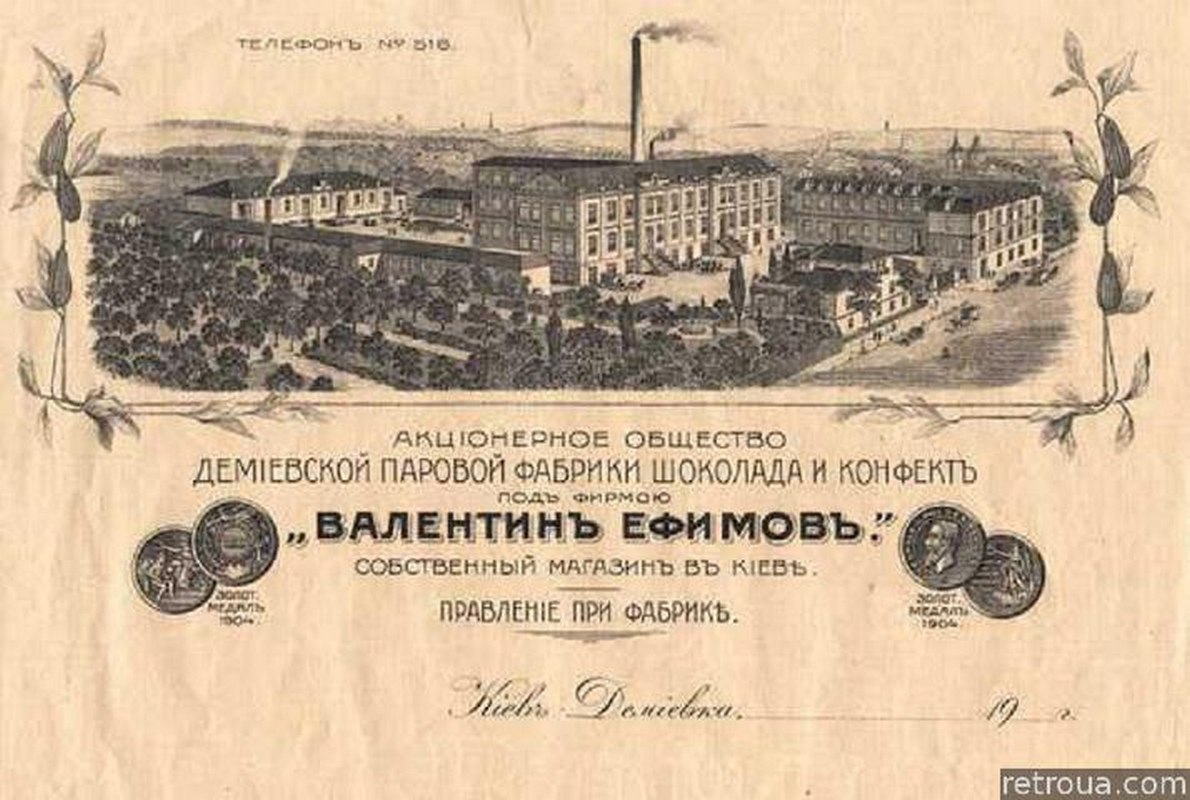 ТЕЛЕФОНЪ № 518.
АКЦІОНЕРНОЕ ОБЩЕСТВО
ДЕМІЕВСКОЙ ПАРОВОЙ ФАБРИКИ ШОКОЛАДА И КОНФЕКТЪ
ПОДЪ ФИРМОЮ
„ВАЛЕНТИНЪ ЕФИМОВЪ.”
СОБСТВЕННЫЙ МАГАЗИНЪ ВЪ КІЕВѢ.
ПРАВЛЕНІЕ ПРИ ФАБРИКѢ.
ЗОЛОТ.
МЕДАЛЬ
1904.
ЗОЛОТ.
МЕДАЛЬ
1904
Кіевъ-Деміевка, 19 г.
retroua.com